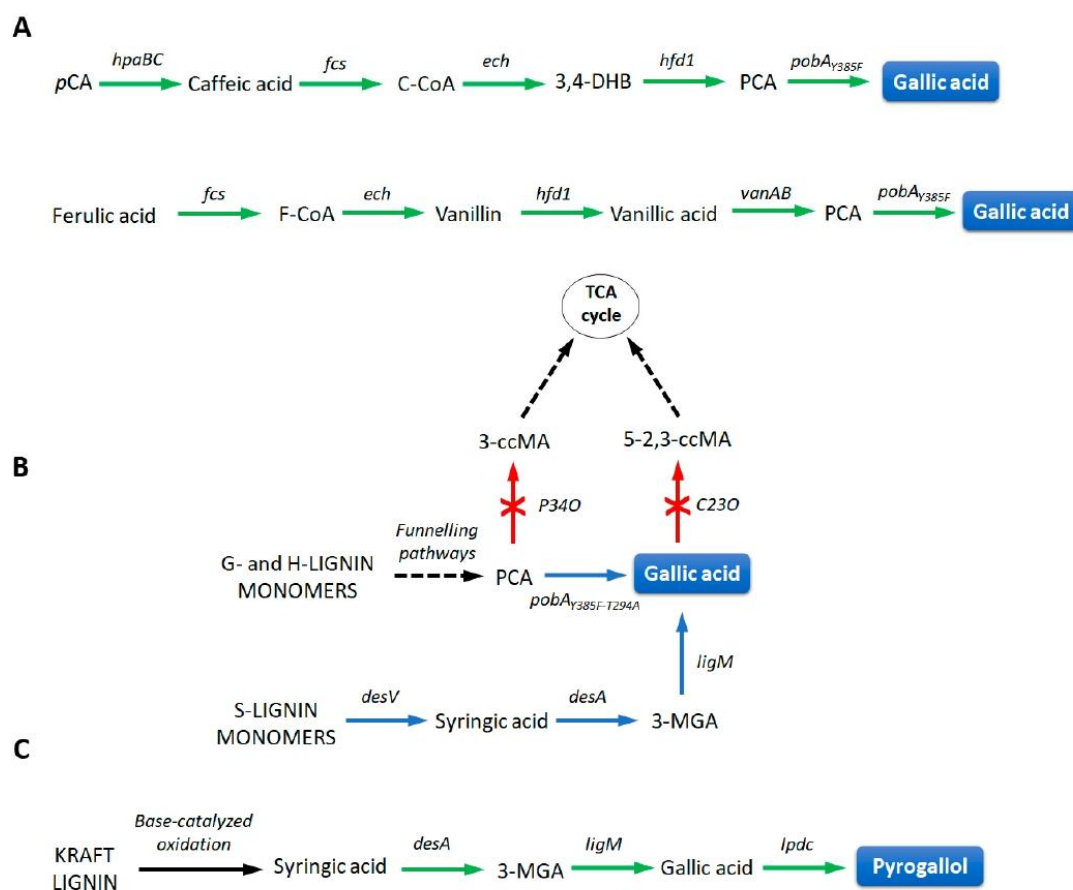 A
hpaBC
fcs
ech
hfd1
pobAY385F
pCA
Caffeic acid
C-CoA
3,4-DHB
PCA
Gallic acid
fcs
ech
hfd1
vanAB
pobAY385F
Ferulic acid
F-CoA
Vanillin
Vanillic acid
PCA
Gallic acid
TCA
cycle
3-ccMA
5-2,3-ccMA
B
P34O
C23O
Funnelling
pathways
G- and H-LIGNIN
MONOMERS
PCA
Gallic acid
pobAY385F-T294A
ligM
desV
desA
S-LIGNIN
MONOMERS
Syringic acid
3-MGA
C
Base-catalyzed
oxidation
desA
ligM
lpdc
KRAFT
LIGNIN
Syringic acid
3-MGA
Gallic acid
Pyrogallol